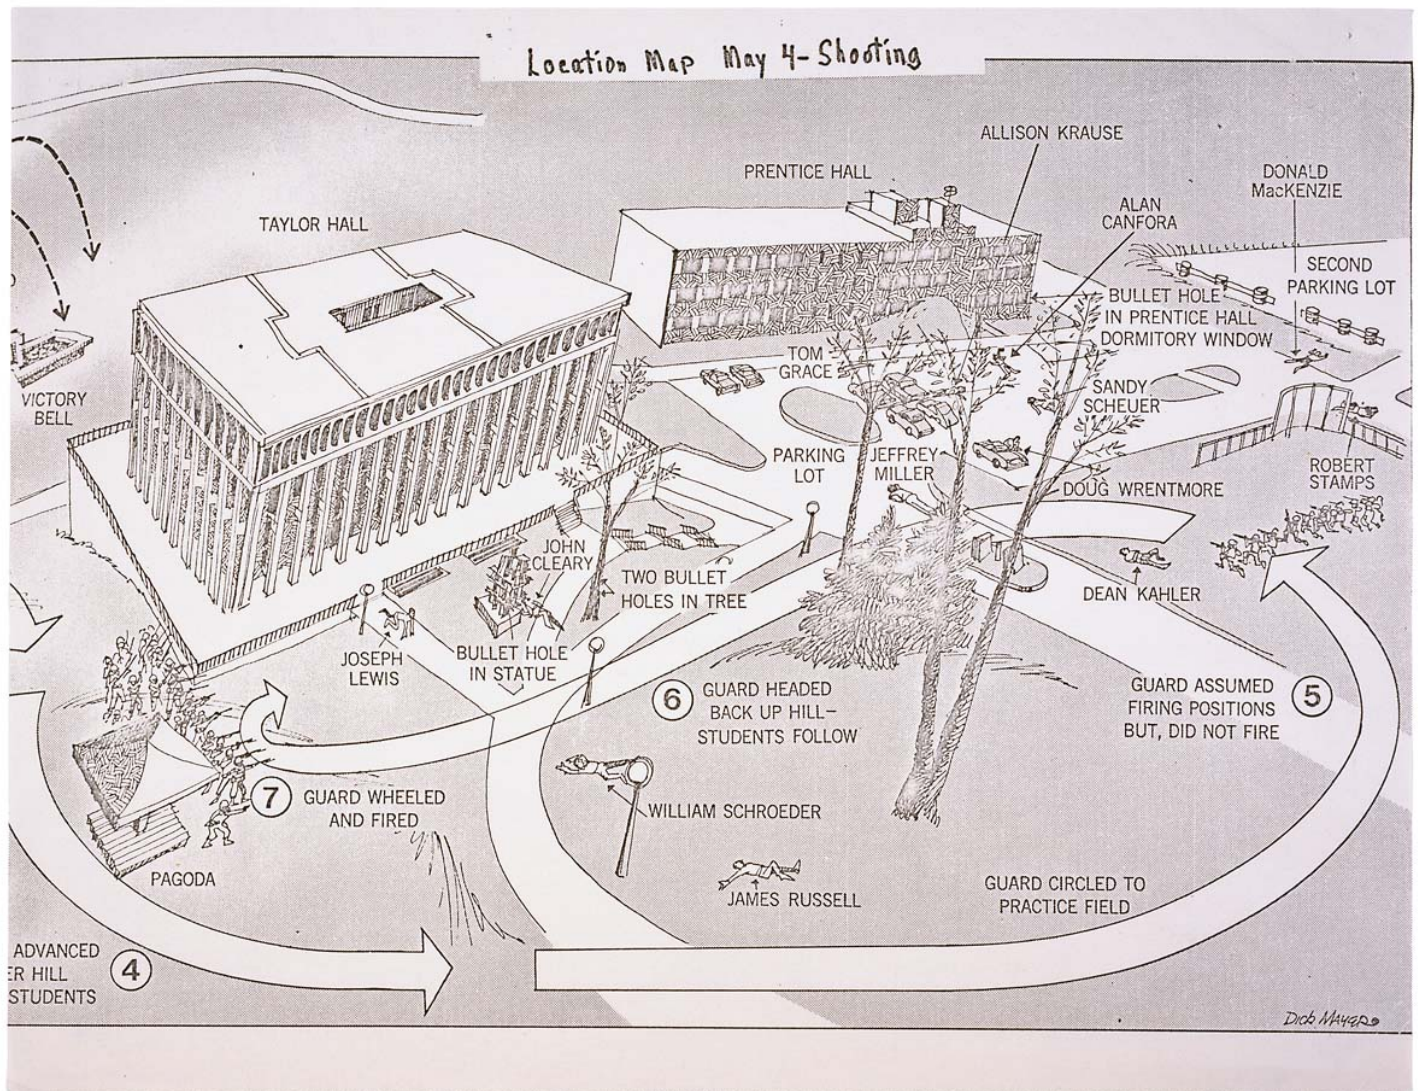 Location Map May 4-Shooting
ALLISON KRAUSE
PRENTICE HALL
DONALD
MacKENZIE
ALAN
CANFORA
TAYLOR HALL
SECOND
PARKING LOT
BULLET HOLE
IN PRENTICE HALL
DORMITORY WINDOW
TOM
GRACE
SANDY
SCHEUER
VICTORY
BELL
PARKING
LOT
JEFFREY
MILLER
ROBERT
STAMPS
DOUG WRENTMORE
JOHN
CLEARY
TWO BULLET
HOLES IN TREE
DEAN KAHLER
JOSEPH
LEWIS
BULLET HOLE
IN STATUE
6
GUARD HEADED
BACK UP HILL-
STUDENTS FOLLOW
GUARD ASSUMED
FIRING POSITIONS
BUT, DID NOT FIRE
5
7
GUARD WHEELED
AND FIRED
WILLIAM SCHROEDER
PAGODA
JAMES RUSSELL
GUARD CIRCLED TO
PRACTICE FIELD
ADVANCED
ER HILL
STUDENTS
4
Dick MAYER